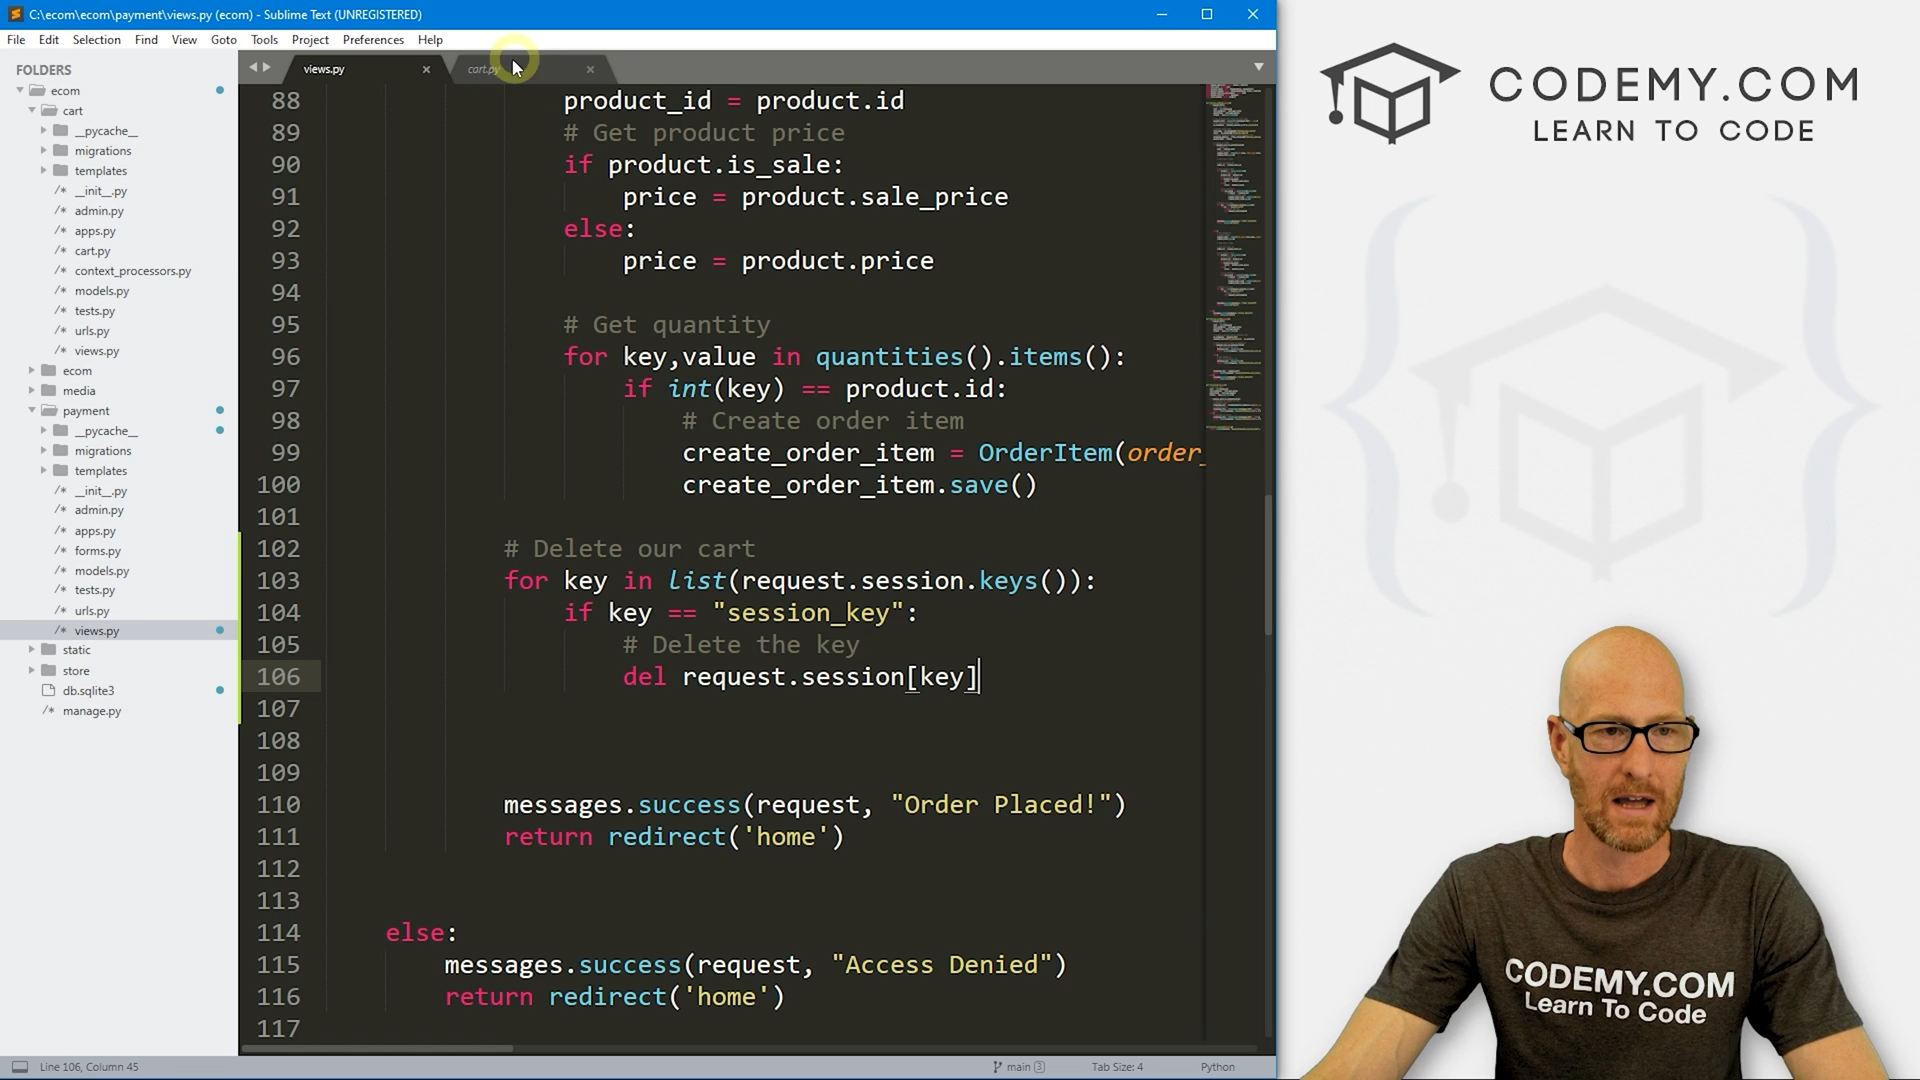 C:\ecom\ecom\payment\views.py (ecom) - Sublime Text (UNREGISTERED)
File Edit Selection Find View Goto Tools Project Preferences Help
FOLDERS
ecom
cart
__pycache__
migrations
templates
/* __init__.py
/* admin.py
/* apps.py
/* cart.py
/* context_processors.py
/* models.py
/* tests.py
/* urls.py
/* views.py
ecom
media
payment
__pycache__
migrations
templates
/* __init__.py
/* admin.py
/* apps.py
/* forms.py
/* models.py
/* tests.py
/* urls.py
/* views.py
static
store
db.sqlite3
/* manage.py
views.py cart.py
88 product_id = product.id
89 # Get product price
90 if product.is_sale:
91 price = product.sale_price
92 else:
93 price = product.price
94
95 # Get quantity
96 for key,value in quantities().items():
97 if int(key) == product.id:
98 # Create order item
99 create_order_item = OrderItem(order_
100 create_order_item.save()
101
102 # Delete our cart
103 for key in list(request.session.keys()):
104 if key == "session_key":
105 # Delete the key
106 del request.session[key]
107
108
109
110 messages.success(request, "Order Placed!")
111 return redirect('home')
112
113
114 else:
115 messages.success(request, "Access Denied")
116 return redirect('home')
117
Line 106, Column 45 main 3 Tab Size: 4 Python
CODEMY.COM
LEARN TO CODE
CODEMY.COM
Learn To Code